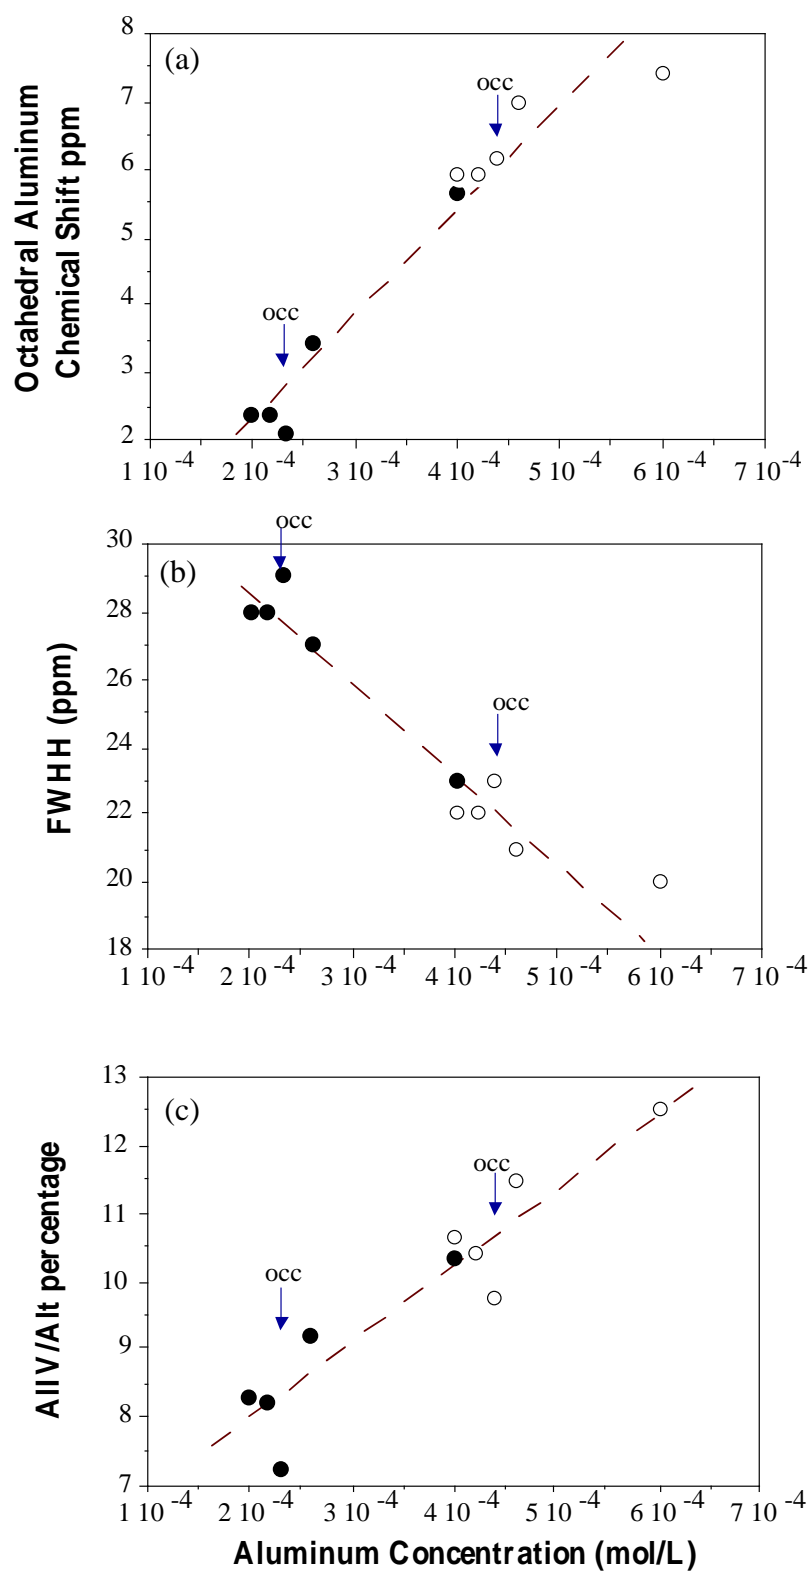 8
(a)
occ
7
6
5
4
occ
3
2
1 10 -4
2 10 -4
3 10 -4
4 10 -4
5 10 -4
6 10 -4
7 10 -4
Octahedral Aluminum
Chemical Shift ppm
occ
30
(b)
28
26
occ
24
22
20
18
1 10 -4
2 10 -4
3 10 -4
4 10 -4
5 10 -4
6 10 -4
7 10 -4
FWHH (ppm)
13
(c)
12
occ
11
10
occ
9
8
7
1 10 -4
2 10 -4
3 10 -4
4 10 -4
5 10 -4
6 10 -4
7 10 -4
AlIV/Alt percentage
Aluminum Concentration (mol/L)